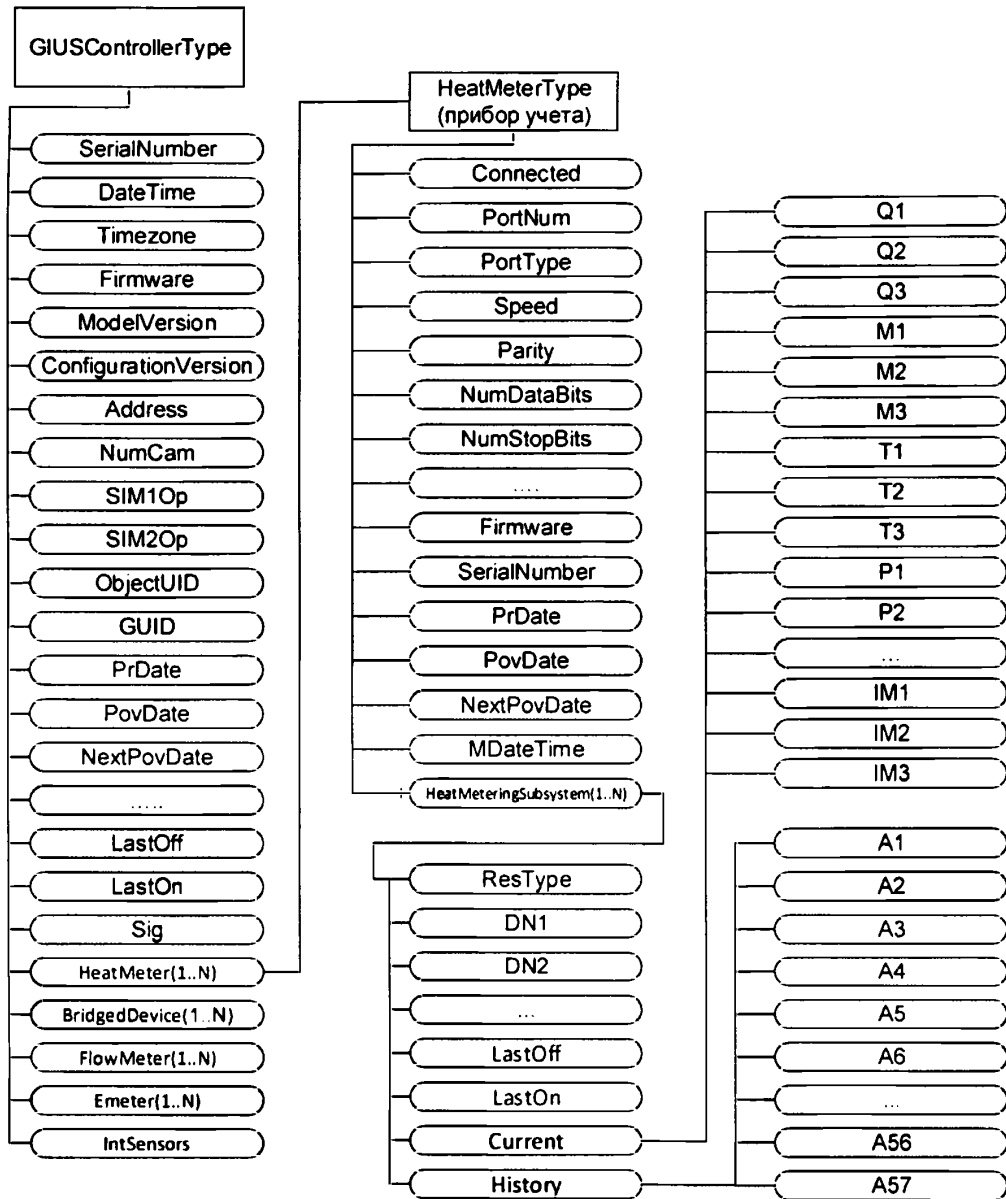 GIUSControllerType
SerialNumber
DateTime
Timezone
Firmware
ModelVersion
ConfigurationVersion
Address
NumCam
SIM1Op
SIM2Op
ObjectUID
GUID
PrDate
PovDate
NextPovDate
.....
LastOff
LastOn
Sig
HeatMeter(1..N)
BridgedDevice(1..N)
FlowMeter(1..N)
Emeter(1..N)
IntSensors
HeatMeterType
(прибор учета)
Connected
PortNum
PortType
Speed
Parity
NumDataBits
NumStopBits
....
Firmware
SerialNumber
PrDate
PovDate
NextPovDate
MDateTime
HeatMeteringSubsystem(1..N)
ResType
DN1
DN2
...
LastOff
LastOn
Current
History
Q1
Q2
Q3
M1
M2
M3
T1
T2
T3
P1
P2
...
IM1
IM2
IM3
A1
A2
A3
A4
A5
A6
...
A56
A57